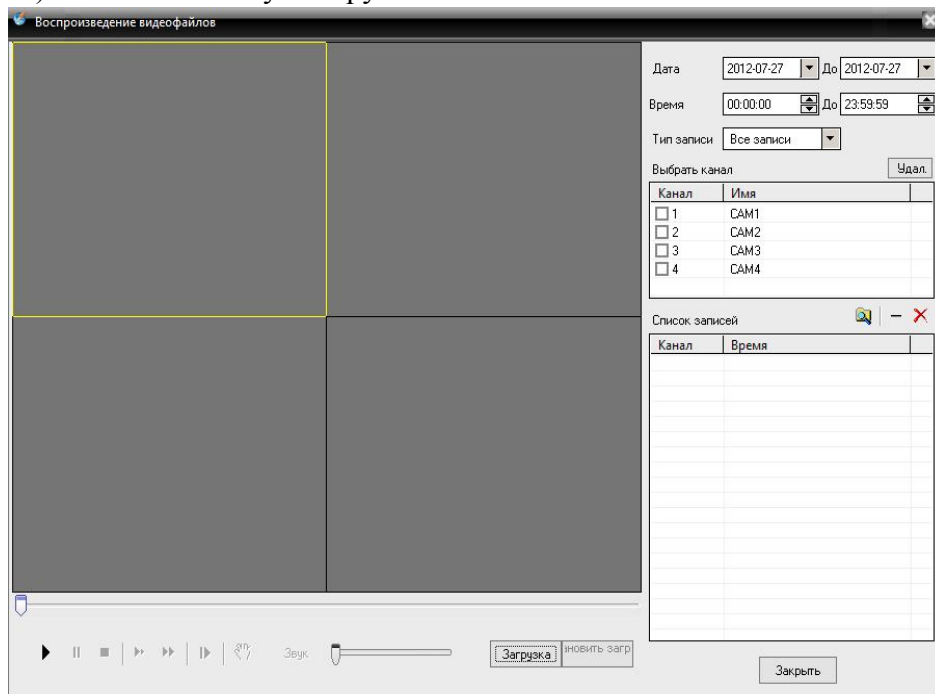 Воспроизведение видеофайлов
Дата 2012-07-27 До 2012-07-27
Время 00:00:00 До 23:59:59
Тип записи Все записи
Выбрать канал Удал.
Канал Имя
1 CAM1
2 CAM2
3 CAM3
4 CAM4
Список записей
Канал Время
Звук Загрузка новить загр
Закрыть